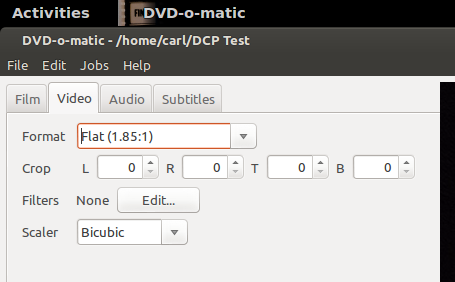 Activities DVD-o-matic
DVD-o-matic - /home/carl/DCP Test
File Edit Jobs Help
Film Video Audio Subtitles
Format Flat (1.85:1)
Crop L 0 R 0 T 0 B 0
Filters None Edit...
Scaler Bicubic